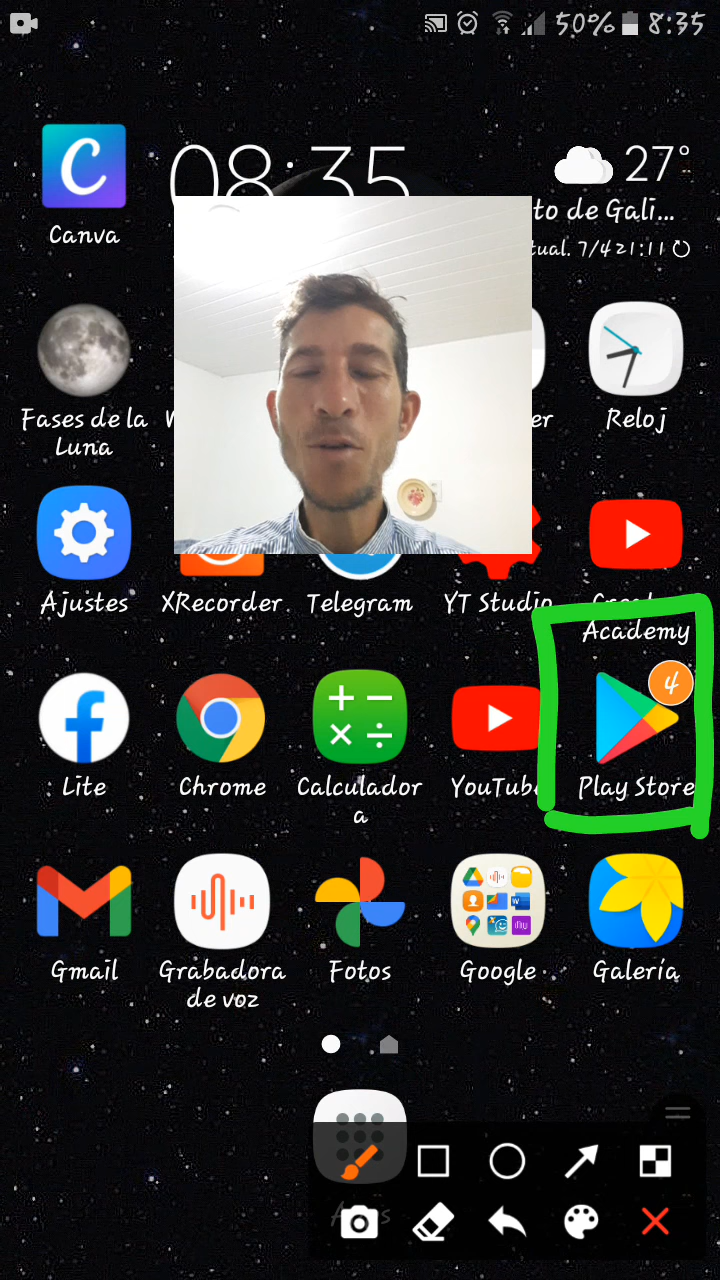 50% 8:35
C
Canva
08:35
27°
to de Gali...
tual. 7/4 21:11
Fases de la
Luna
er
Reloj
Ajustes
XRecorder
Telegram
YT Studio
Academy
Lite
Chrome
Calculador
a
YouTube
4
Play Store
Gmail
Grabadora
de voz
Fotos
Google
Galería